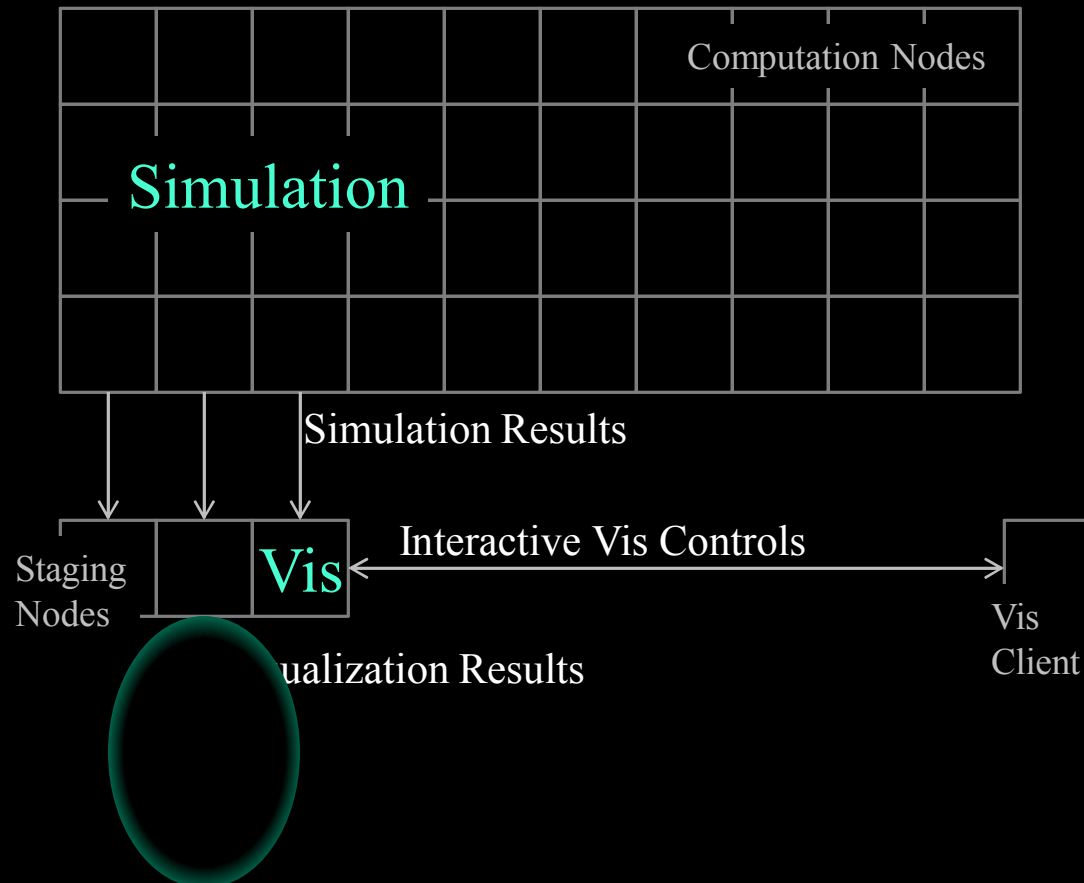 Computation Nodes
Simulation
Simulation Results
Interactive Vis Controls
Vis
Staging
Nodes
Vis
Client
ualization Results